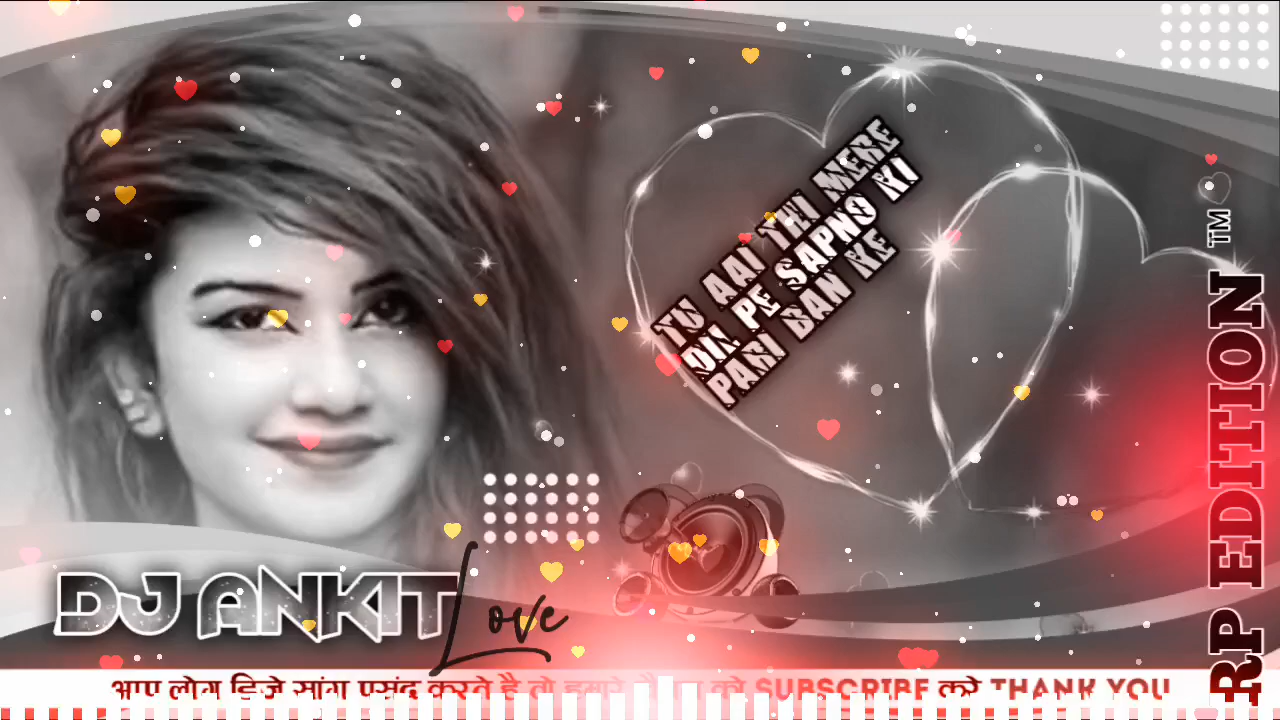 TU AAI THI MERE
DIL PE SAPNO KI
PARI BAN KE
RP EDITION ™
DJ ANKIT
Love
आप लोग डिजे सांग पसंद करते है तो हमारे को SUBSCRIBE करे THANK YOU